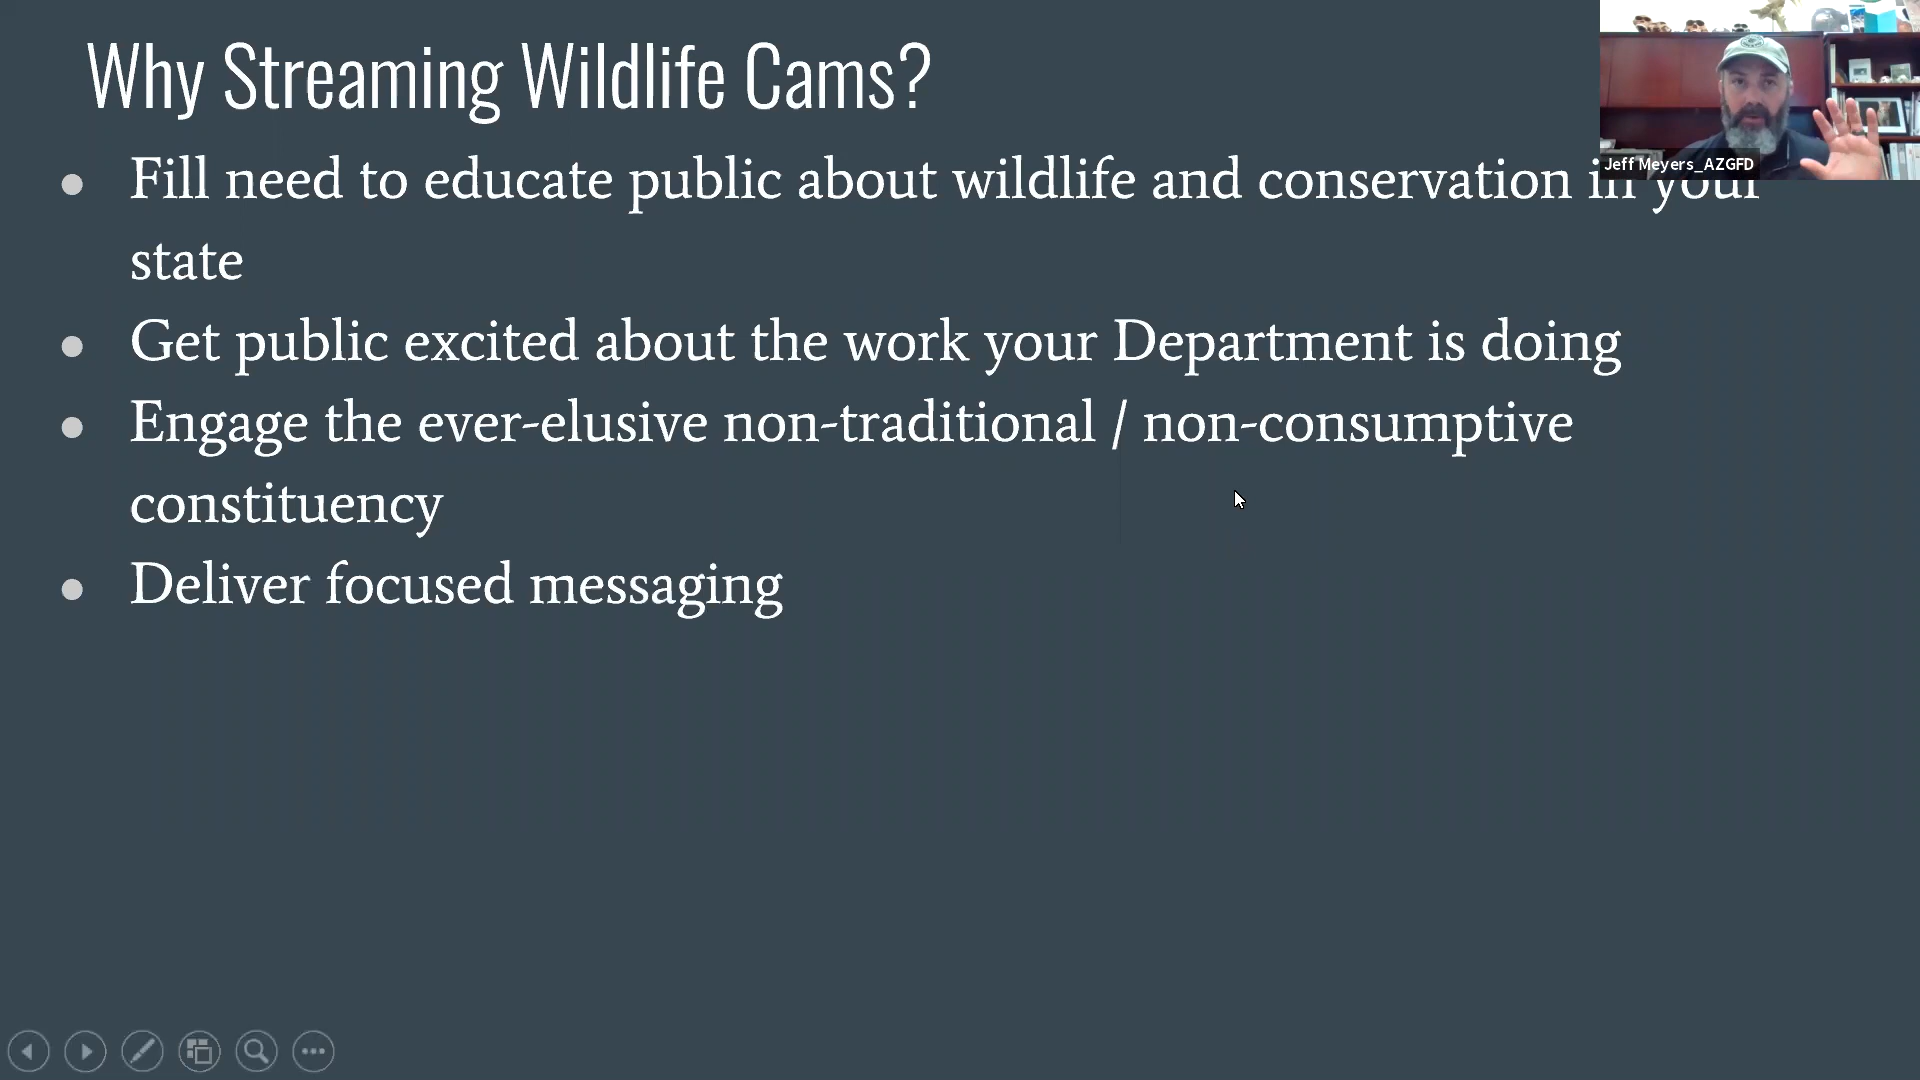 Why Streaming Wildlife Cams?
Jeff Meyers_AZGFD
● Fill need to educate public about wildlife and conservation in your
state
● Get public excited about the work your Department is doing
● Engage the ever-elusive non-traditional / non-consumptive
constituency
● Deliver focused messaging